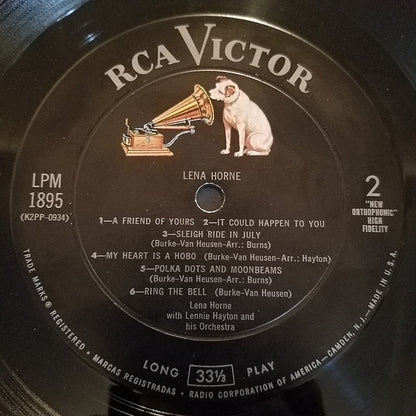 RCA VICTOR
LENA HORNE
LPM
1895
(K2PP-0934)
2
"NEW
ORTHOPHONIC"
HIGH
FIDELITY
1—A FRIEND OF YOURS 2—IT COULD HAPPEN TO YOU
3—SLEIGH RIDE IN JULY
(Burke-Van Heusen-Arr.: Burns)
4—MY HEART IS A HOBO (Burke-Van Heusen-Arr.: Hayton)
5—POLKA DOTS AND MOONBEAMS
(Burke-Van Heusen-Arr.: Burns)
6—RING THE BELL (Burke-Van Heusen)
Lena Horne
with Lennie Hayton and
his Orchestra
LONG 33⅓ PLAY
TRADE MARKS ® REGISTERED • MARCAS REGISTRADAS • RADIO CORPORATION OF AMERICA—CAMDEN, N.J.—MADE IN U.S.A.